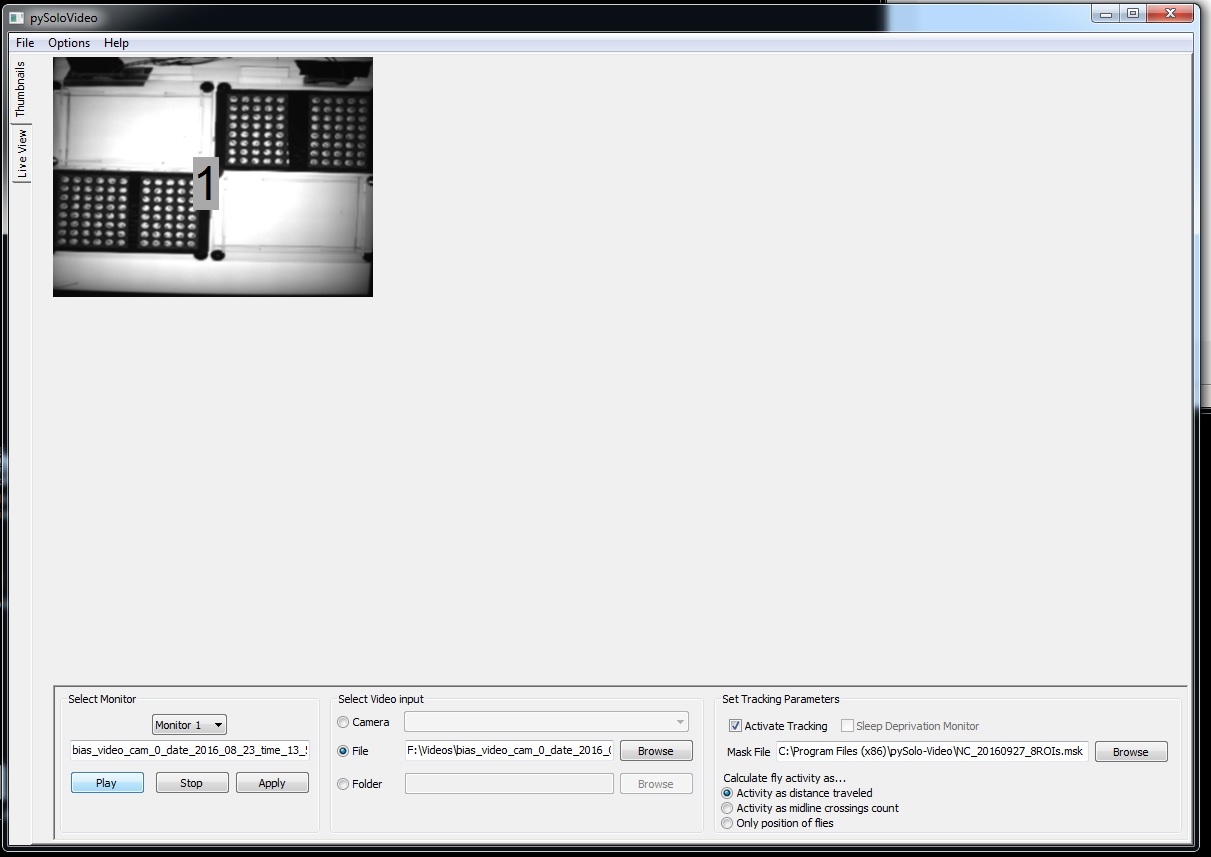 pySoloVideo
File Options Help
Thumbnails
Live View
1
Select Monitor
Monitor 1
bias_video_cam_0_date_2016_08_23_time_13_
Play Stop Apply
Select Video input
Camera
File F:\Videos\bias_video_cam_0_date_2016_ Browse
Folder Browse
Set Tracking Parameters
Activate Tracking Sleep Deprivation Monitor
Mask File C:\Program Files (x86)\pySolo-Video\NC_20160927_8ROIs.msk Browse
Calculate fly activity as...
Activity as distance traveled
Activity as midline crossings count
Only position of flies